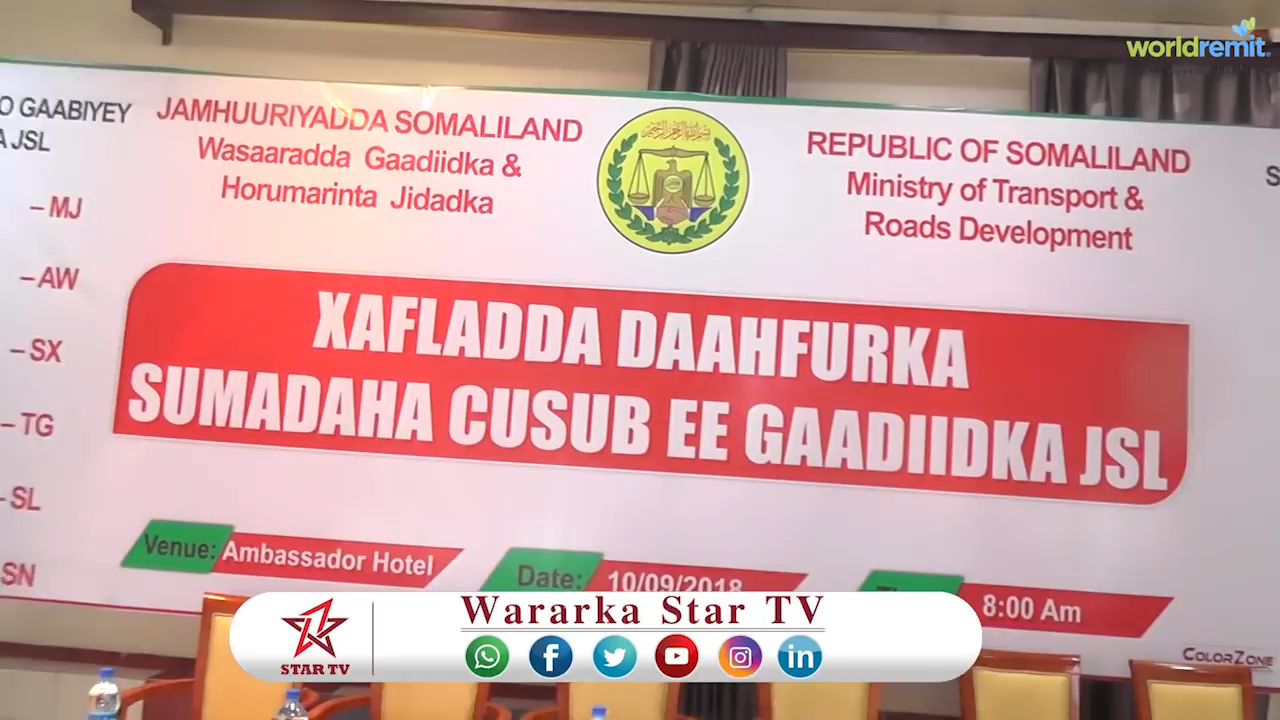 worldremit
O GAABIYEY
A JSL
– MJ
– AW
– SX
– TG
- SL
SN
JAMHUURIYADDA SOMALILAND
Wasaaradda Gaadiidka &
Horumarinta Jidadka
REPUBLIC OF SOMALILAND
Ministry of Transport &
Roads Development
XAFLADDA DAAHFURKA
SUMADAHA CUSUB EE GAADIIDKA JSL
Venue: Ambassador Hotel
Date: 10/09/2018
8:00 Am
COLORZONE
Wararka Star TV
STAR TV